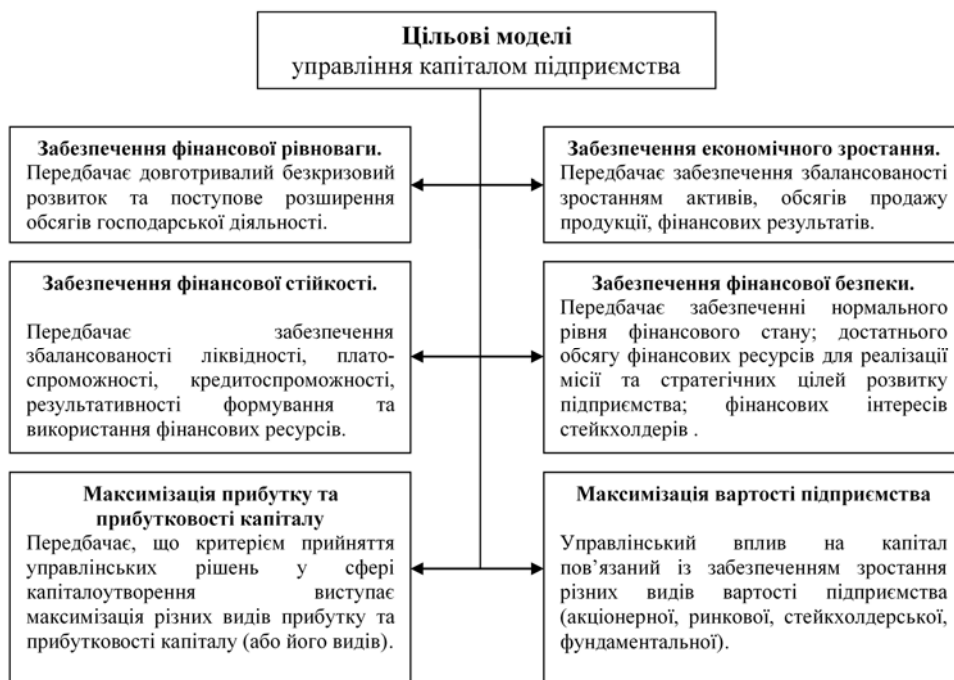 Цільові моделі
управління капіталом підприємства
Забезпечення фінансової рівноваги.
Передбачає довготривалий безкризовий
розвиток та поступове розширення
обсягів господарської діяльності.
Забезпечення економічного зростання.
Передбачає забезпечення збалансованості
зростанням активів, обсягів продажу
продукції, фінансових результатів.
Забезпечення фінансової стійкості.
Передбачає забезпечення
збалансованості ліквідності, плато-
спроможності, кредитоспроможності,
результативності формування та
використання фінансових ресурсів.
Забезпечення фінансової безпеки.
Передбачає забезпеченні нормального
рівня фінансового стану; достатнього
обсягу фінансових ресурсів для реалізації
місії та стратегічних цілей розвитку
підприємства; фінансових інтересів
стейкхолдерів .
Максимізація прибутку та
прибутковості капіталу
Передбачає, що критерієм прийняття
управлінських рішень у сфері
капіталоутворення виступає
максимізація різних видів прибутку та
прибутковості капіталу (або його видів).
Максимізація вартості підприємства
Управлінський вплив на капітал
пов’язаний із забезпеченням зростання
різних видів вартості підприємства
(акціонерної, ринкової, стейкхолдерської,
фундаментальної).